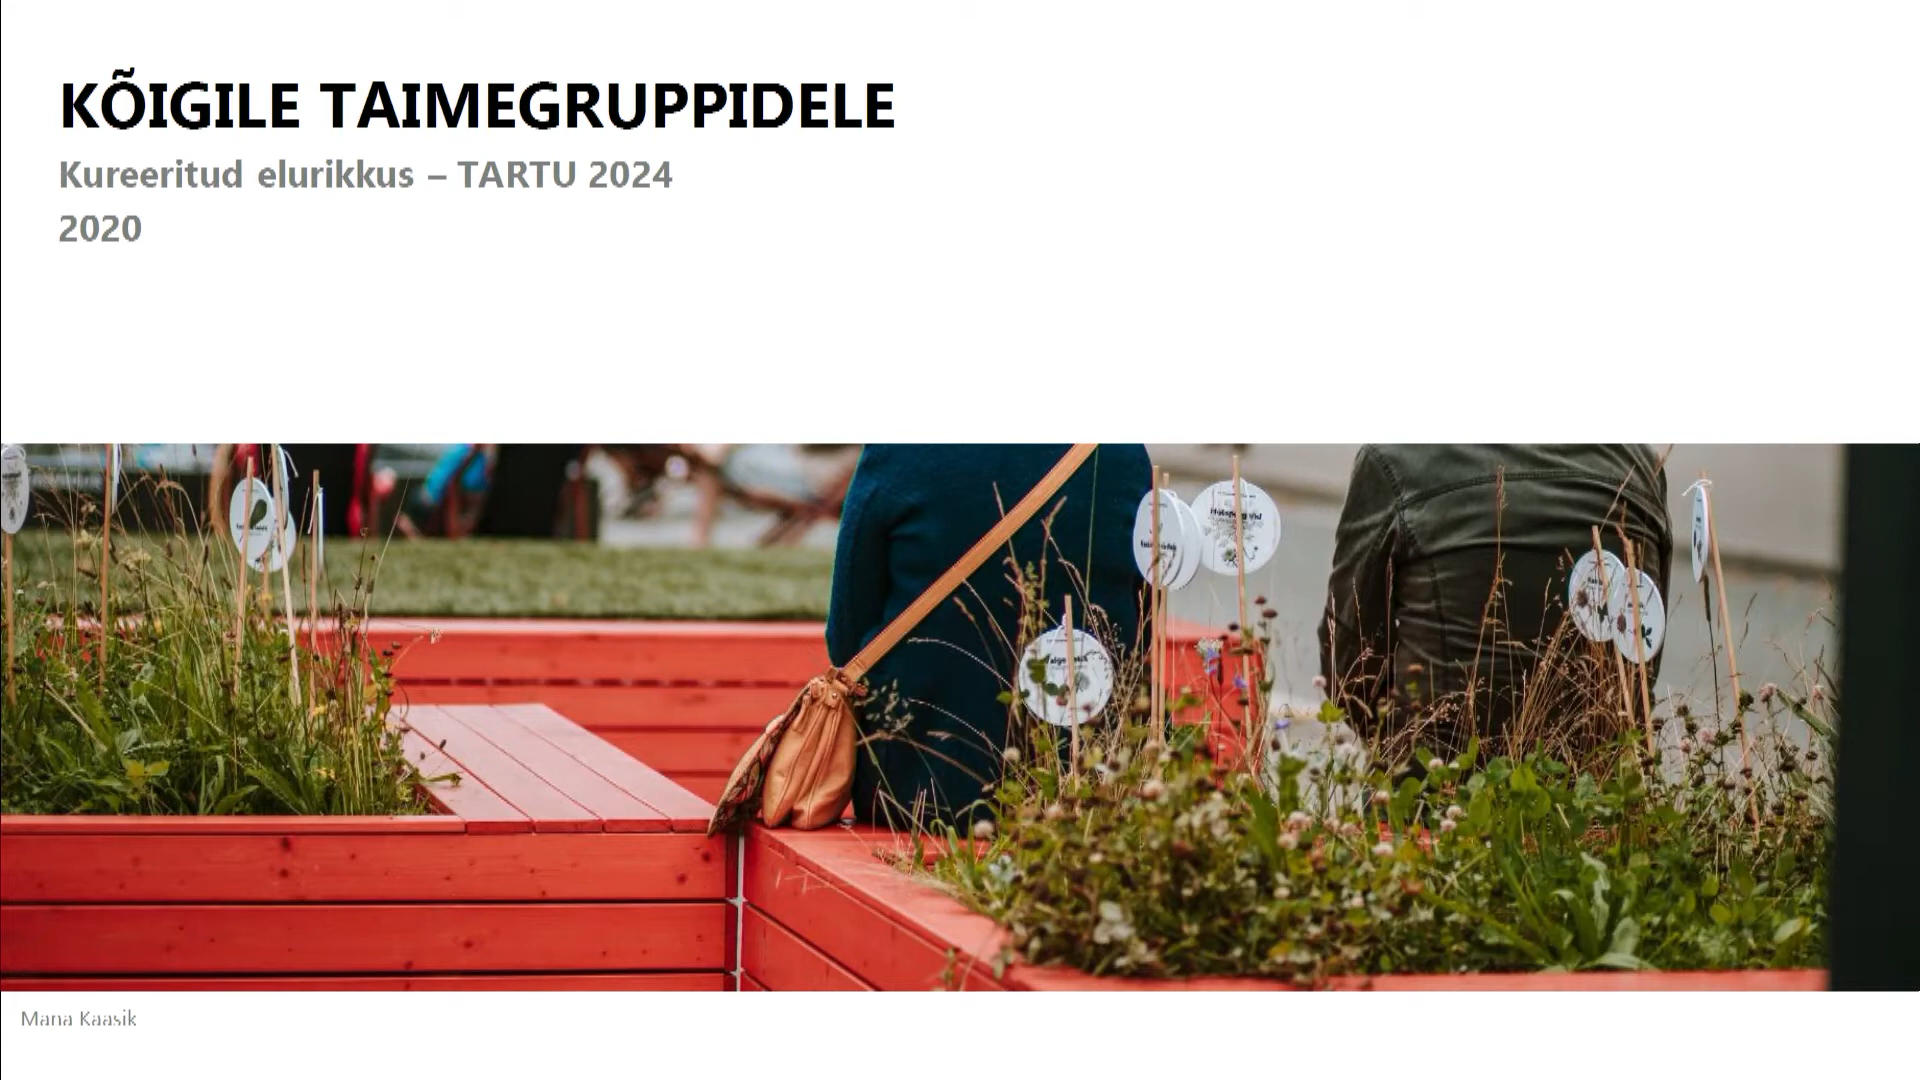 KÕIGILE TAIMEGRUPPIDELE
Kureeritud elurikkus – TARTU 2024
2020
Mana Kaasik